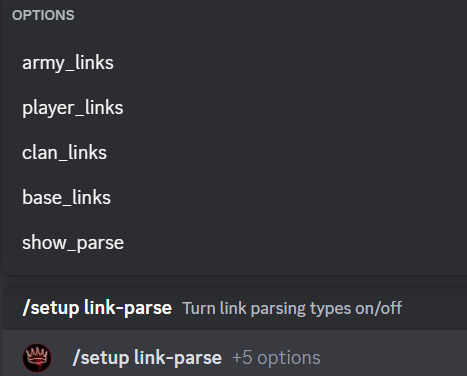 OPTIONS
army_links
player_links
clan_links
base_links
show_parse
/setup link-parse Turn link parsing types on/off
/setup link-parse +5 options